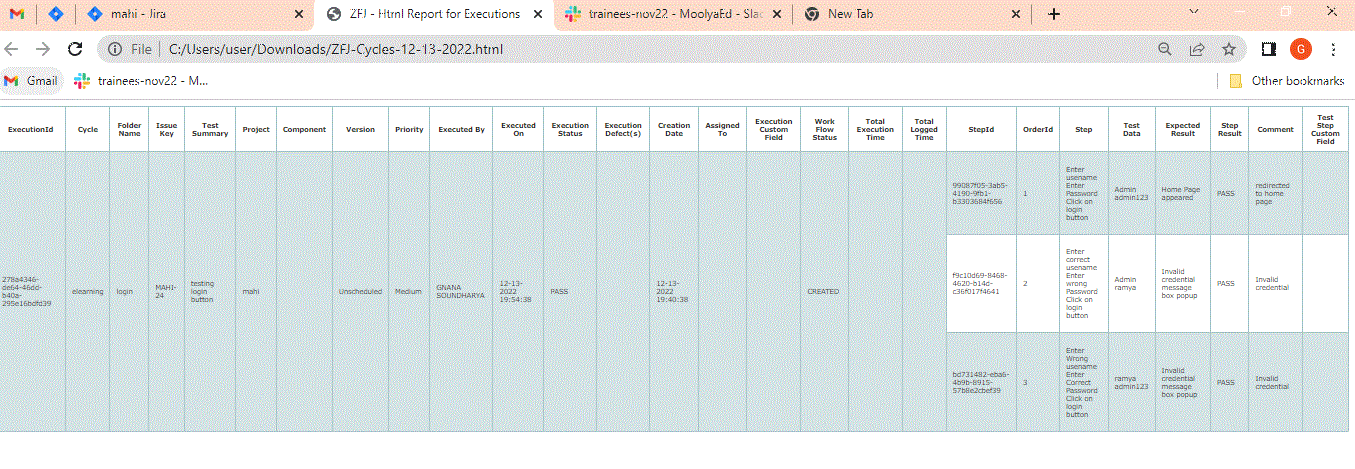 mahi - Jira
ZFJ - Html Report for Executions
trainees-nov22 - MoolyaEd - Slac
New Tab
File
C:/Users/user/Downloads/ZFJ-Cycles-12-13-2022.html
G
Gmail
trainees-nov22 - M...
Other bookmarks
ExecutionId
Cycle
Folder
Name
Issue
Key
Test
Summary
Project
Component
Version
Priority
Executed By
Executed
On
Execution
Status
Execution
Defect(s)
Creation
Date
Assigned
To
Execution
Custom
Field
Work
Flow
Status
Total
Execution
Time
Total
Logged
Time
StepId
OrderId
Step
Test
Data
Expected
Result
Step
Result
Comment
Test
Step
Custom
Field
278a4346-
de64-46dd-
b40a-
295e16bdfd39
elearning
login
MAHI-
24
testing
login
button
mahi
Unscheduled
Medium
GNANA
SOUNDHARYA
12-13-
2022
19:54:38
PASS
12-13-
2022
19:40:38
CREATED
99087f05-3ab5-
4190-9fb1-
b3303684f656
1
Enter
usename
Enter
Password
Click on
login
button
Admin
admin123
Home Page
appeared
PASS
redirected
to home
page
f9c10d69-8468-
4620-b14d-
c36f017f4641
2
Enter
correct
username
Enter
wrong
Password
Click on
login
button
Admin
ramya
Invalid
credential
message
box popup
PASS
Invalid
credential
bd731482-eba6-
4b9b-8915-
57b8e2cbef39
3
Enter
Wrong
username
Enter
Correct
Password
Click on
login
button
ramya
admin123
Invalid
credential
message
box popup
PASS
Invalid
credential